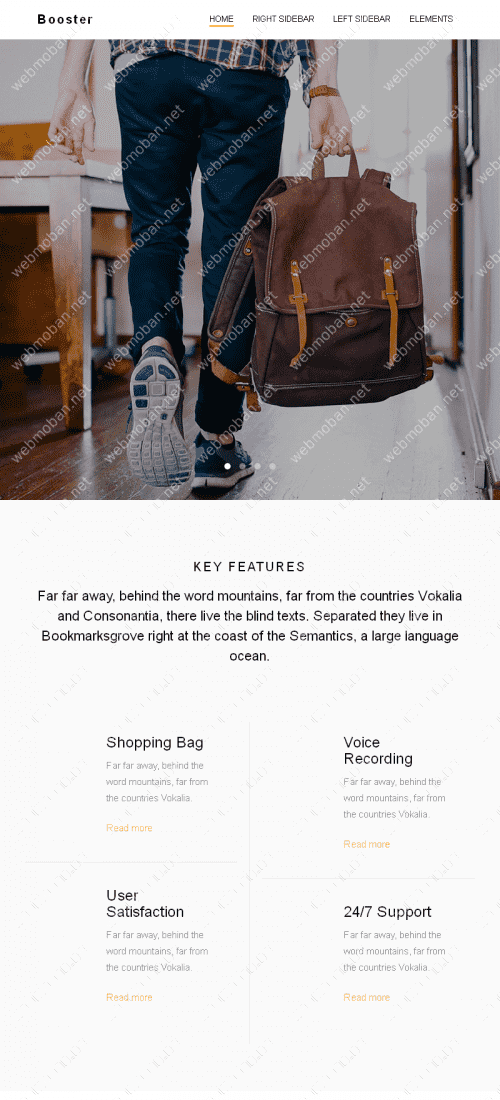 Booster
HOME RIGHT SIDEBAR LEFT SIDEBAR ELEMENTS
webmoban.net
KEY FEATURES
Far far away, behind the word mountains, far from the countries Vokalia
and Consonantia, there live the blind texts. Separated they live in
Bookmarksgrove right at the coast of the Semantics, a large language
ocean.
Shopping Bag
Far far away, behind the
word mountains, far from
the countries Vokalia.
Read more
Voice
Recording
Far far away, behind the
word mountains, far from
the countries Vokalia.
Read more
User
Satisfaction
Far far away, behind the
word mountains, far from
the countries Vokalia.
Read more
24/7 Support
Far far away, behind the
word mountains, far from
the countries Vokalia.
Read more